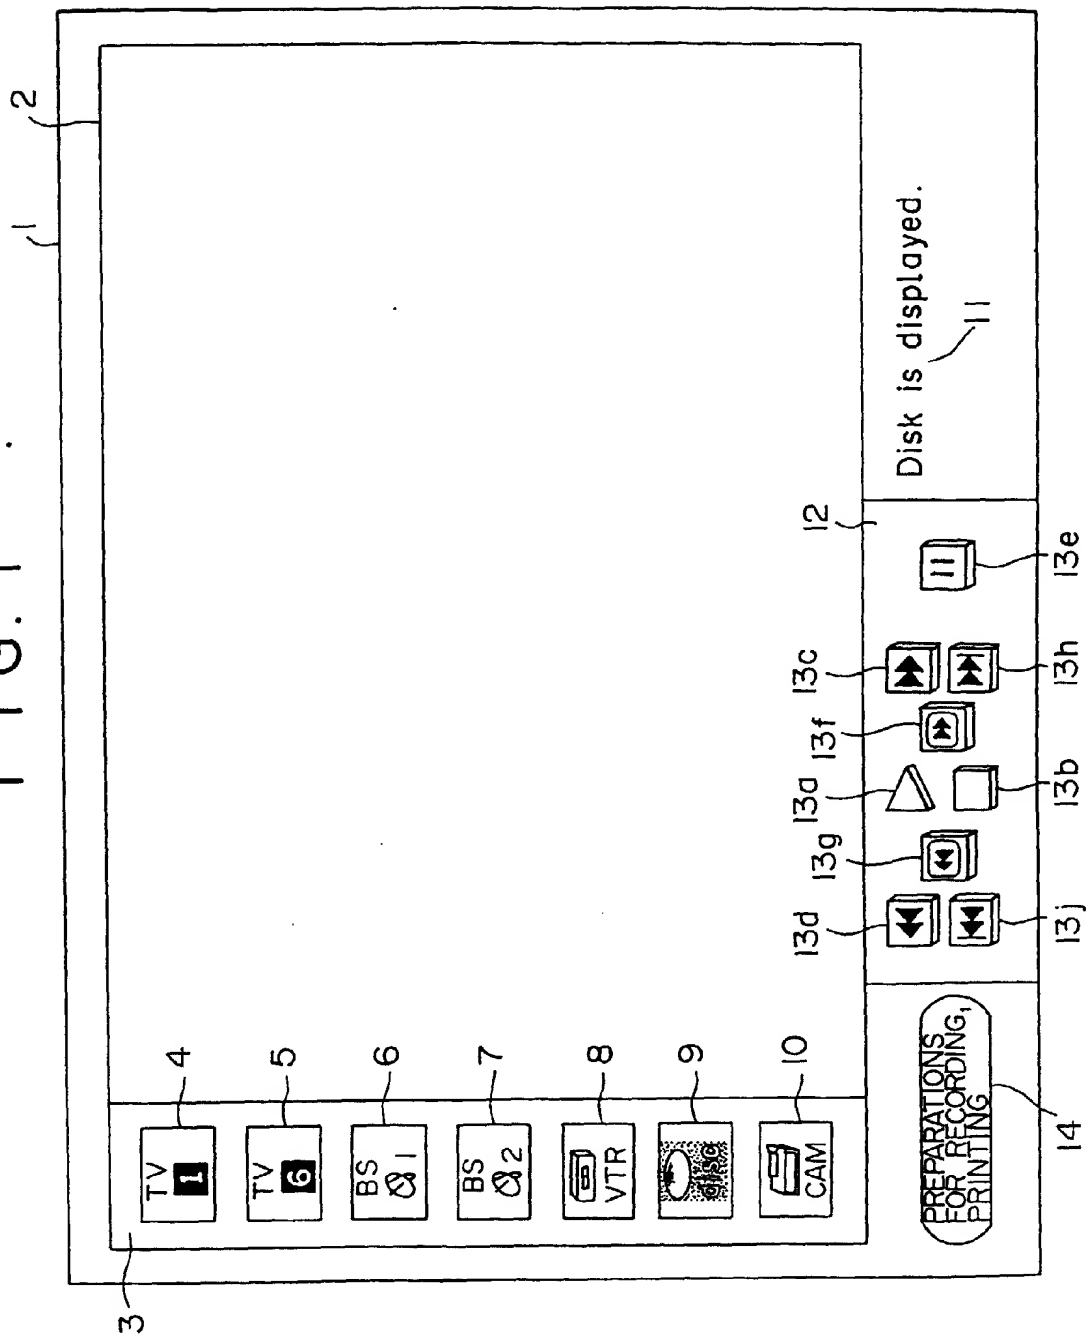 FIG. 1
1
2
3
TV
1
4
TV
6
5
BS
1
6
BS
2
7
VTR
8
disc
9
CAM
10
13d 13g 13a 13f 13c 12
PREPARATIONS
FOR RECORDING,
PRINTING
Disk is displayed.
11
14
13j 13b 13h 13e